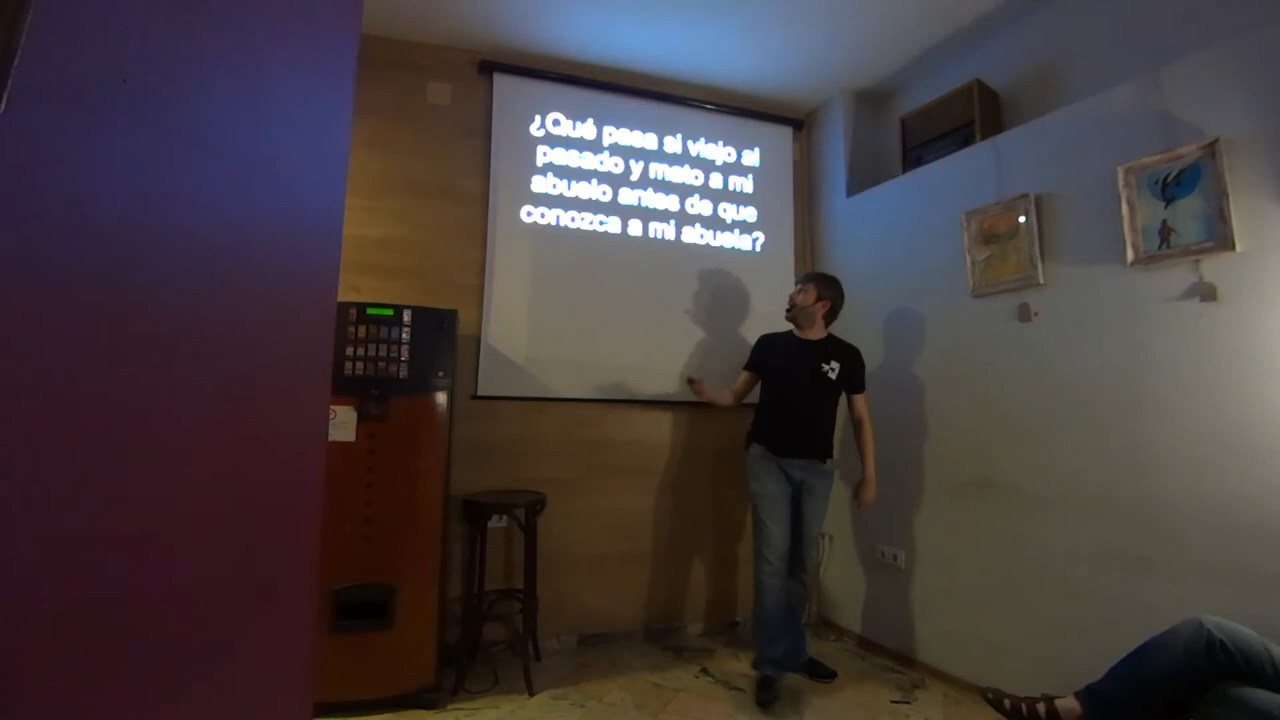 ¿Qué pasa si viajo al
pasado y mato a mi
abuelo antes de que
conozca a mi abuela?